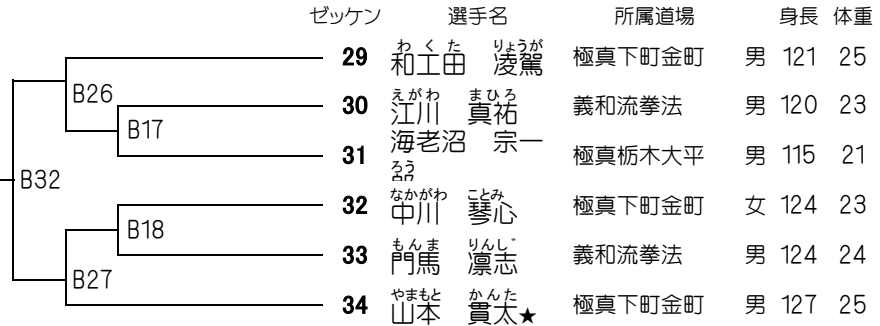 ゼッケン 選手名 所属道場 身長 体重
わくた りょうが
29 和工田 凌駕 極真下町金町 男 121 25
B26
えがわ まひろ
30 江川 真祐 義和流拳法 男 120 23
B17
海老沼 宗一
31 極真栃木大平 男 115 21
ろう
B32
なかがわ ことみ
32 中川 琴心 極真下町金町 女 124 23
B18
もんま りんじ
33 門馬 凛志 義和流拳法 男 124 24
B27
やまもと かんた
34 山本 貫太★ 極真下町金町 男 127 25